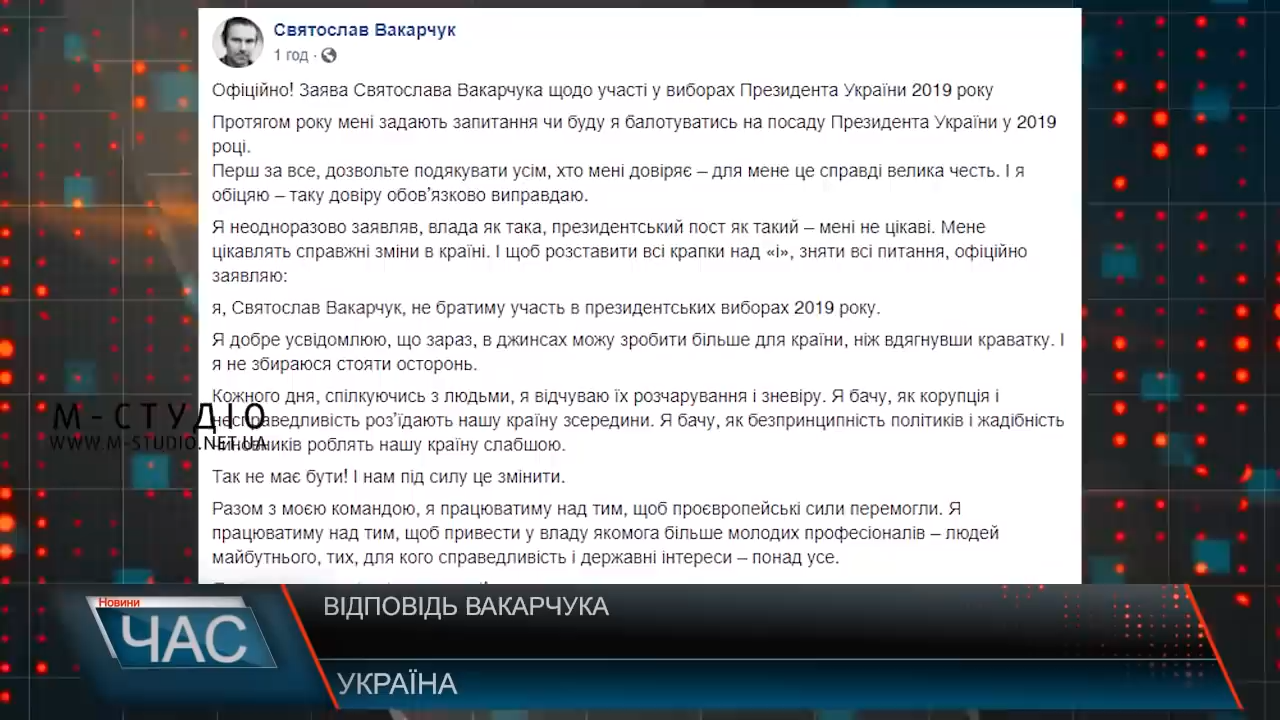 Святослав Вакарчук
1 год ·
Офіційно! Заява Святослава Вакарчука щодо участі у виборах Президента України 2019 року
Протягом року мені задають запитання чи буду я балотуватись на посаду Президента України у 2019
році.
Перш за все, дозвольте подякувати усім, хто мені довіряє – для мене це справді велика честь. І я
обіцяю – таку довіру обов’язково виправдаю.
Я неодноразово заявляв, влада як така, президентський пост як такий – мені не цікаві. Мене
цікавлять справжні зміни в країні. І щоб розставити всі крапки над «і», зняти всі питання, офіційно
заявляю:
я, Святослав Вакарчук, не братиму участь в президентських виборах 2019 року.
Я добре усвідомлюю, що зараз, в джинсах можу зробити більше для країни, ніж вдягнувши краватку. І
я не збираюся стояти осторонь.
Кожного дня, спілкуючись з людьми, я відчуваю їх розчарування і зневіру. Я бачу, як корупція і
несправедливість роз’їдають нашу країну зсередини. Я бачу, як безпринципність політиків і жадібність
чиновників роблять нашу країну слабшою.
Так не має бути! І нам під силу це змінити.
Разом з моєю командою, я працюватиму над тим, щоб проєвропейські сили перемогли. Я
працюватиму над тим, щоб привести у владу якомога більше молодих професіоналів – людей
майбутнього, тих, для кого справедливість і державні інтереси – понад усе.
М-СТУДІО
WWW.M-STUDIO.NET.UA
Новини
ЧАС
ВІДПОВІДЬ ВАКАРЧУКА
УКРАЇНА